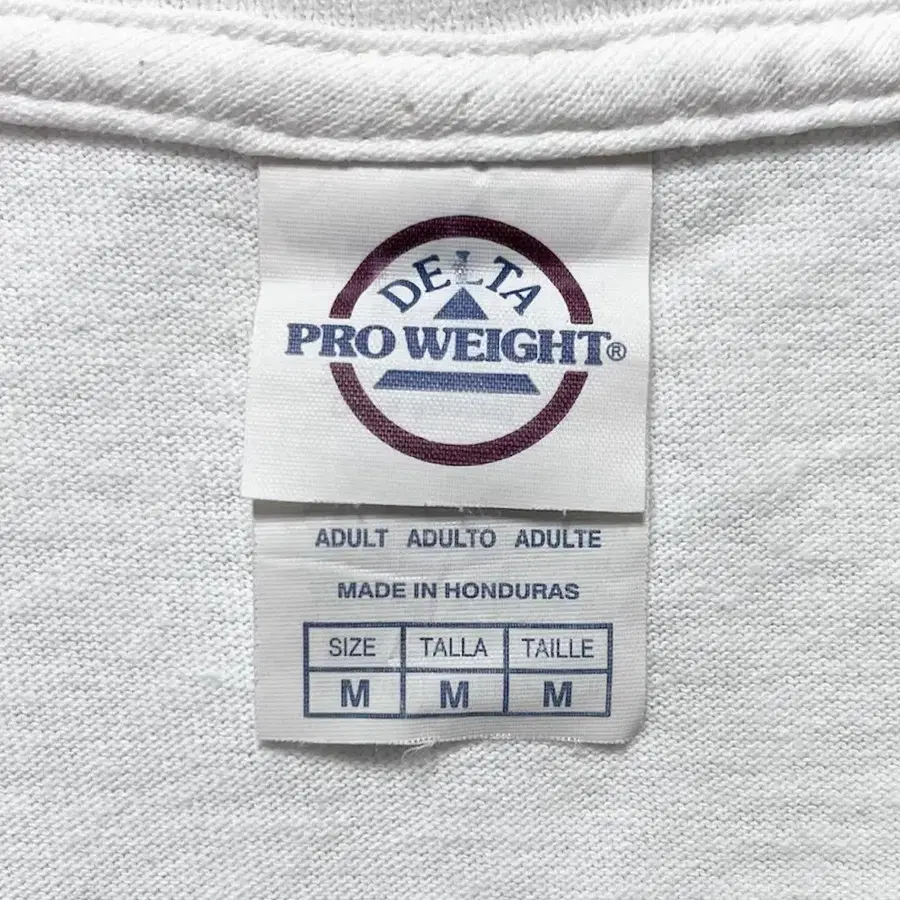 DELTA
PRO WEIGHT®
ADULT ADULTO ADULTE
MADE IN HONDURAS
SIZE TALLA TAILLE
M M M